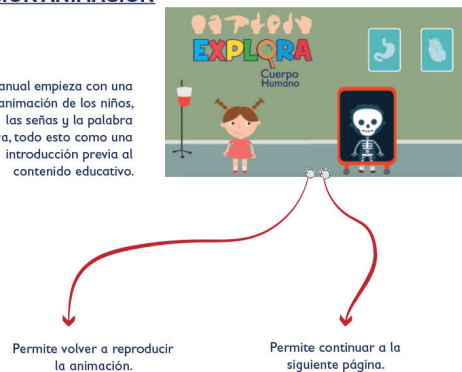 ANIMACIÓN
EXPLORA
Cuerpo
Humano
empieza con una
animación de los niños,
las señas y la palabra
todo esto como una
introducción previa al
contenido educativo.
Permite volver a reproducir
la animación.
Permite continuar a la
siguiente página.